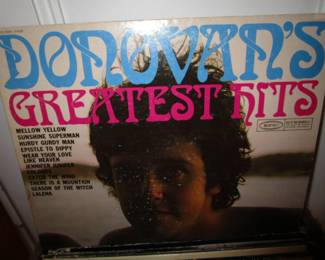 DONOVAN'S
GREATEST HITS
MELLOW YELLOW
SUNSHINE SUPERMAN
HURDY GURDY MAN
EPISTLE TO DIPPY
WEAR YOUR LOVE
LIKE HEAVEN
JENNIFER JUNIPER
COLOURS
CATCH THE WIND
THERE IS A MOUNTAIN
SEASON OF THE WITCH
LALENA